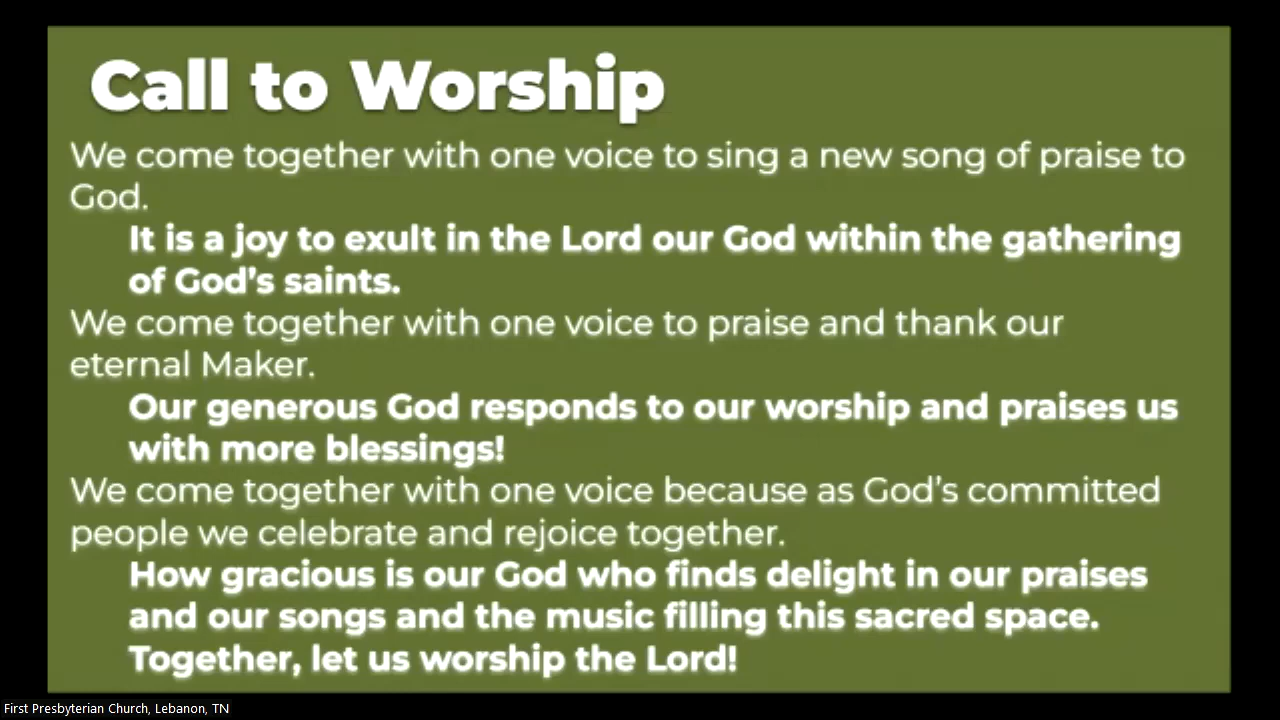 Call to Worship
We come together with one voice to sing a new song of praise to
God.
It is a joy to exult in the Lord our God within the gathering
of God’s saints.
We come together with one voice to praise and thank our
eternal Maker.
Our generous God responds to our worship and praises us
with more blessings!
We come together with one voice because as God’s committed
people we celebrate and rejoice together.
How gracious is our God who finds delight in our praises
and our songs and the music filling this sacred space.
Together, let us worship the Lord!
First Presbyterian Church, Lebanon, TN